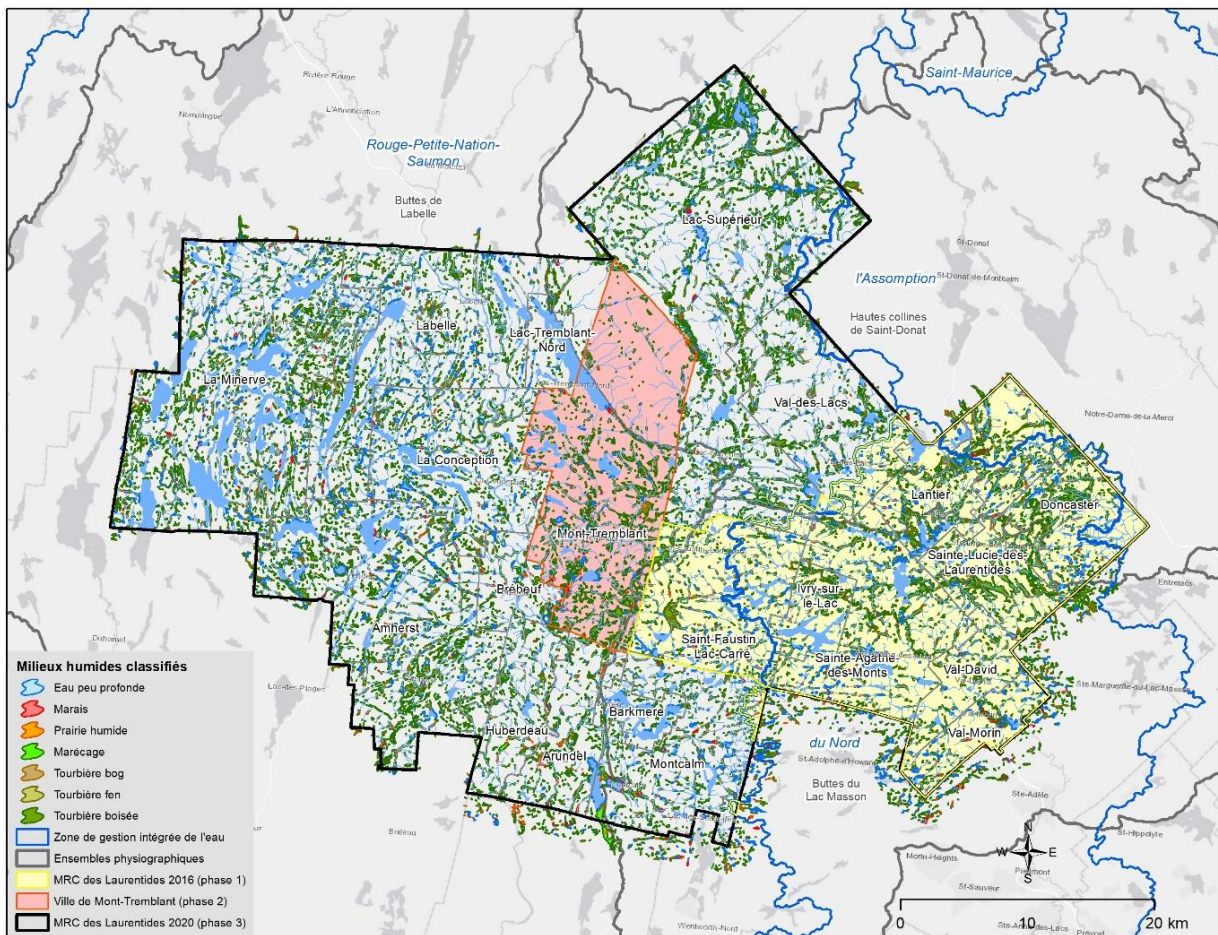 Saint-Maurice
Rivière Rouge
L'Annonciation
Nominingue
Rouge-Petite-Nation-
Saumon
Buttes de
Labelle
Lac-Supérieur
St-Donat
l'Assomption
St-Donat-de-Montcalm
Hautes collines
de Saint-Donat
Labelle
Lac-Tremblant-
Nord
La Minerve
Val-des-Lacs
Notre-Dame-de-la-Merci
La Conception
Lantier
Doncaster
Mont-Tremblant
Sainte-Lucie-des-
Laurentides
Entrelacs
Brébeuf
Ivry-sur-
le-Lac
Amherst
Saint-Faustin
-Lac-Carré
Duhamel
Sainte-Agathe-
des-Monts
Val-David
Ste-Marguerite-du-Lac-Masson
Lac-des-Plages
Barkmere
Huberdeau
Val-Morin
Arundel
Montcalm
du Nord
St-Adolphe-d'Howard
Buttes du
Lac Masson
Ste-Adèle
St-Hippolyte
Morin-Heights
Piedmont
St-Sauveur
Wentworth-Nord
Ste-Anne-des-Lacs
Prévost
Milieux humides classifiés
Eau peu profonde
Marais
Prairie humide
Marécage
Tourbière bog
Tourbière fen
Tourbière boisée
Zone de gestion intégrée de l'eau
Ensembles physiographiques
MRC des Laurentides 2016 (phase 1)
Ville de Mont-Tremblant (phase 2)
MRC des Laurentides 2020 (phase 3)
N
W E
S
0 10 20 km